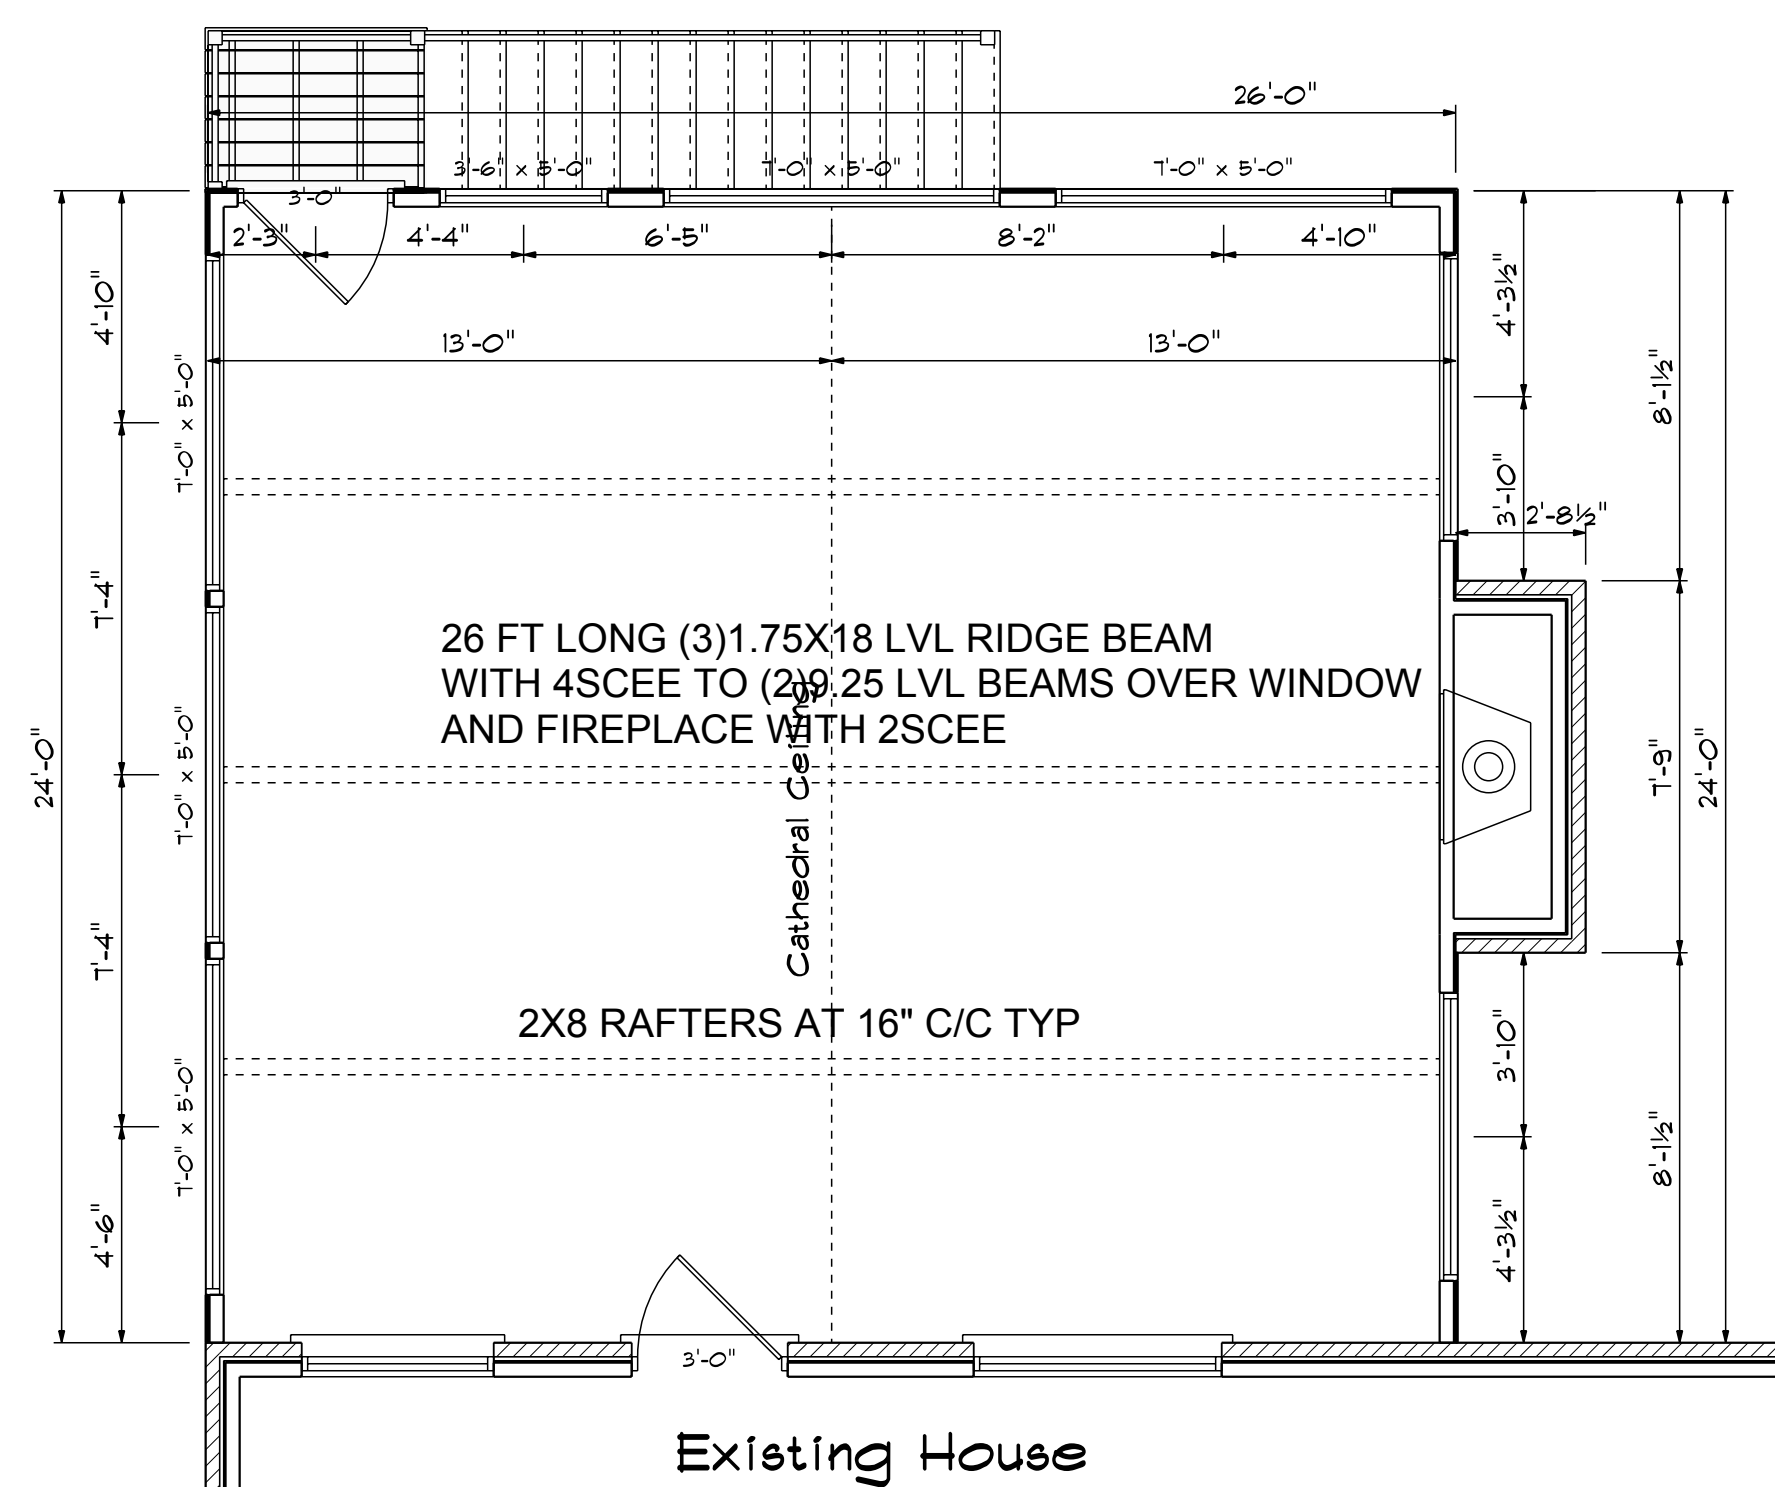 26'-0"
3'-6" x 5'-0"
7'-0" x 5'-0"
7'-0" x 5'-0"
3'-0"
2'-3"
4'-4"
6'-5"
8'-2"
4'-10"
13'-0"
13'-0"
4'-10"
7'-0" x 5'-0"
7'-4"
24'-0"
7'-0" x 5'-0"
7'-4"
7'-0" x 5'-0"
4'-6"
4'-3½"
8'-1½"
3'-10"
2'-8½"
7'-9"
24'-0"
3'-10"
8'-1½"
4'-3½"
26 FT LONG (3)1.75X18 LVL RIDGE BEAM
WITH 4SCEE TO (2)9.25 LVL BEAMS OVER WINDOW
AND FIREPLACE WITH 2SCEE
Cathedral Ceiling
2X8 RAFTERS AT 16" C/C TYP
3'-0"
Existing House